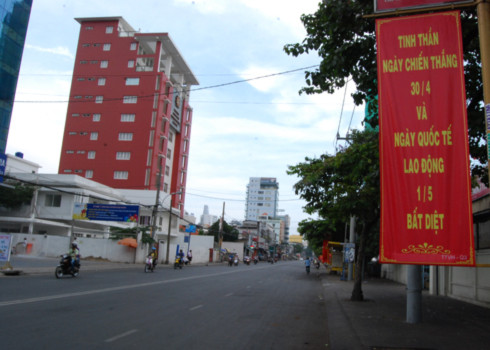 TINH THẦN
NGÀY CHIẾN THẮNG
30/4
VÀ
NGÀY QUỐC TẾ
LAO ĐỘNG
1/5
BẤT DIỆT